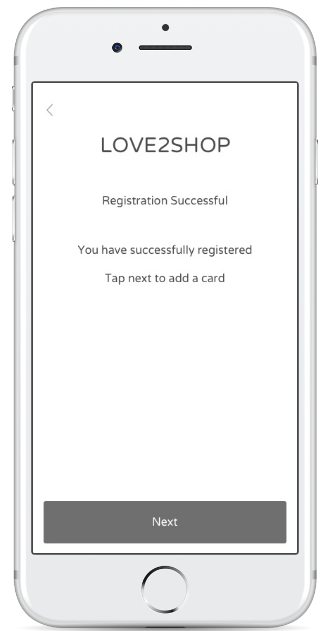 LOVE2SHOP
Registration Successful
You have successfully registered
Tap next to add a card
Next